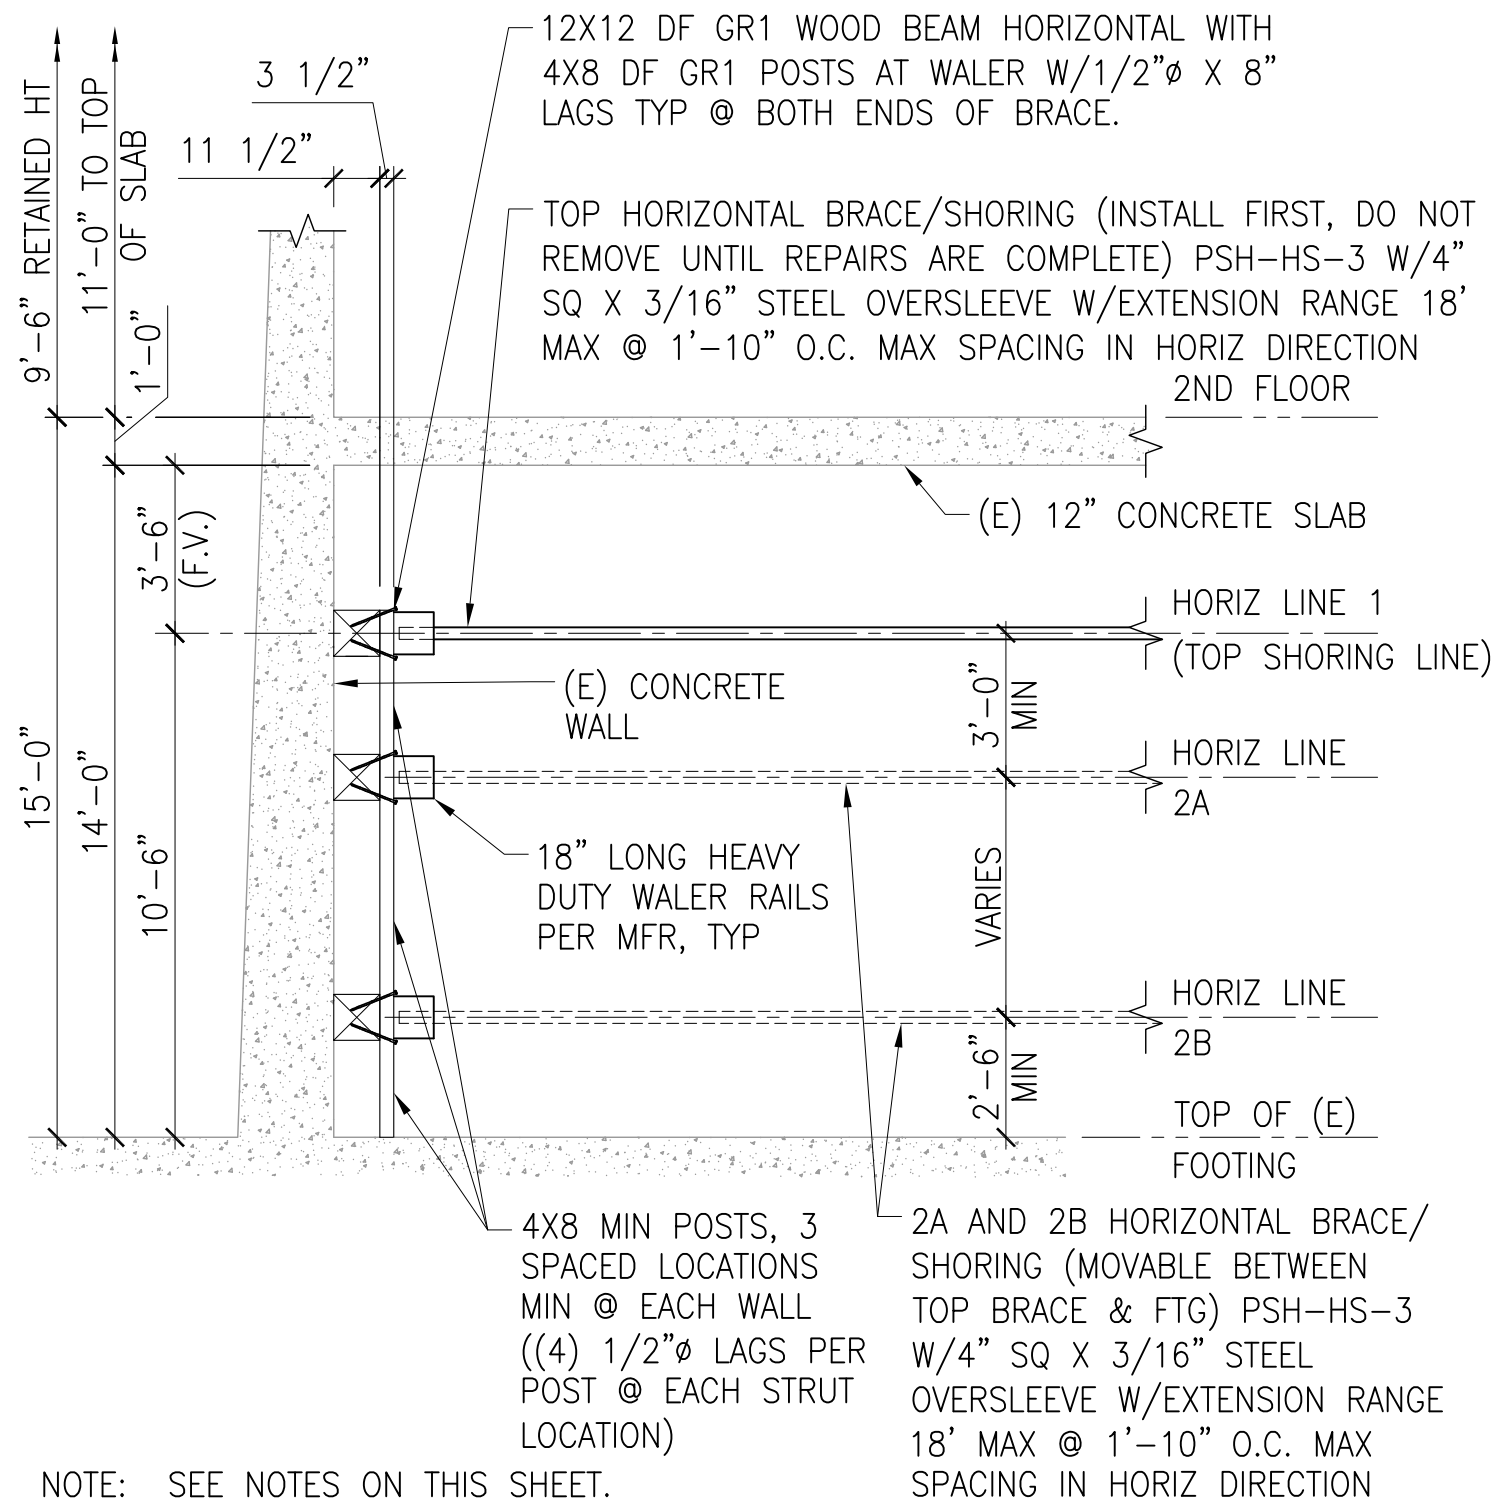 12X12 DF GR1 WOOD BEAM HORIZONTAL WITH
4X8 DF GR1 POSTS AT WALER W/1/2"ø X 8"
LAGS TYP @ BOTH ENDS OF BRACE.
3 1/2"
11 1/2"
9'-6" RETAINED HT
11'-0" TO TOP
OF SLAB
1'-0"
TOP HORIZONTAL BRACE/SHORING (INSTALL FIRST, DO NOT
REMOVE UNTIL REPAIRS ARE COMPLETE) PSH-HS-3 W/4"
SQ X 3/16" STEEL OVERSLEEVE W/EXTENSION RANGE 18'
MAX @ 1'-10" O.C. MAX SPACING IN HORIZ DIRECTION
2ND FLOOR
(E) 12" CONCRETE SLAB
3'-6"
(F.V.)
HORIZ LINE 1
(TOP SHORING LINE)
(E) CONCRETE
WALL
3'-0"
MIN
15'-0"
14'-0"
10'-6"
HORIZ LINE
2A
18" LONG HEAVY
DUTY WALER RAILS
PER MFR, TYP
VARIES
HORIZ LINE
2B
2'-6"
MIN
TOP OF (E)
FOOTING
4X8 MIN POSTS, 3
SPACED LOCATIONS
MIN @ EACH WALL
((4) 1/2"ø LAGS PER
POST @ EACH STRUT
LOCATION)
2A AND 2B HORIZONTAL BRACE/
SHORING (MOVABLE BETWEEN
TOP BRACE & FTG) PSH-HS-3
W/4" SQ X 3/16" STEEL
OVERSLEEVE W/EXTENSION RANGE
18' MAX @ 1'-10" O.C. MAX
SPACING IN HORIZ DIRECTION
NOTE: SEE NOTES ON THIS SHEET.